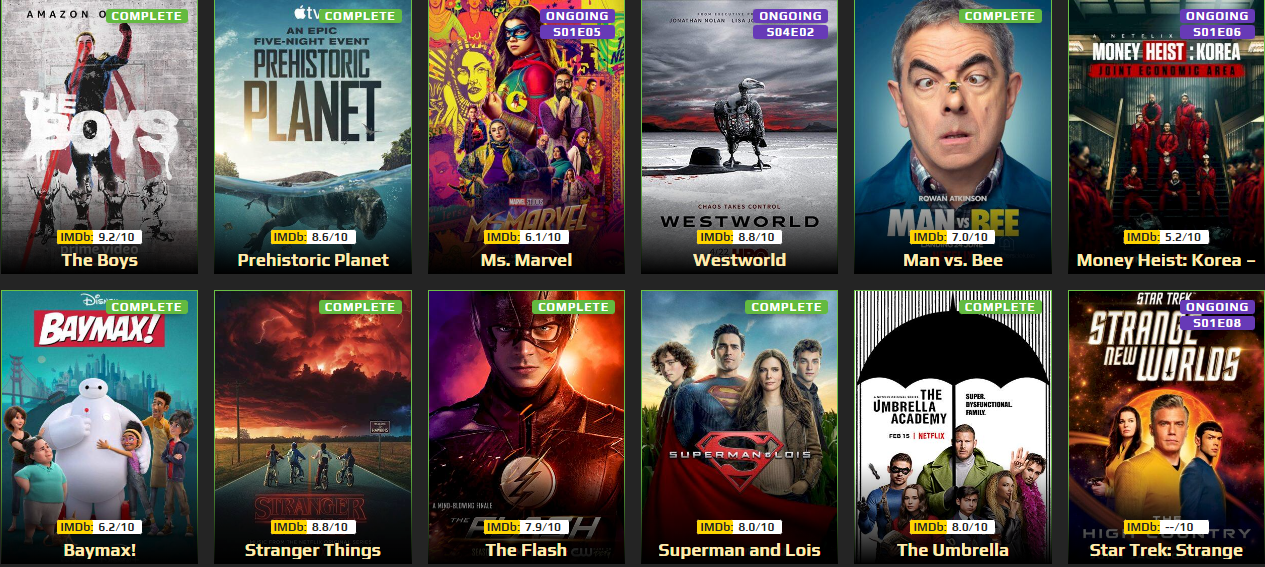 AMAZON O
COMPLETE
THE
BOYS
IMDb: 9.2/10
prime video
The Boys
tv
COMPLETE
AN EPIC
FIVE-NIGHT EVENT
PREHISTORIC
PLANET
IMDb: 8.6/10
Prehistoric Planet
ONGOING
S01E05
MARVEL STUDIOS
MS. MARVEL
IMDb: 6.1/10
Ms. Marvel
JONATHAN NOLAN LISA JO
ONGOING
S04E02
CHAOS TAKES CONTROL
WESTWORLD
IMDb: 8.8/10
Westworld
COMPLETE
ROWAN ATKINSON
MAN VS BEE
IMDb: 7.0/10
Man vs. Bee
ONGOING
S01E06
A NETFLIX
MONEY HEIST : KOREA
JOINT ECONOMIC AREA
IMDb: 5.2/10
Money Heist: Korea –
Disney
COMPLETE
BAYMAX!
IMDb: 6.2/10
Baymax!
COMPLETE
STRANGER
IMDb: 8.8/10
Stranger Things
COMPLETE
A MIND-BLOWING FINALE
THE FLASH
IMDb: 7.9/10
The Flash
COMPLETE
SUPERMAN & LOIS
IMDb: 8.0/10
Superman and Lois
COMPLETE
THE
UMBRELLA
ACADEMY
SUPER.
DYSFUNCTIONAL.
FAMILY.
FEB 15 | NETFLIX
IMDb: 8.0/10
The Umbrella
STAR TREK
ONGOING
S01E08
STRANGE
NEW WORLDS
IMDb: --/10
THE
HIGH COUNTRY
Star Trek: Strange